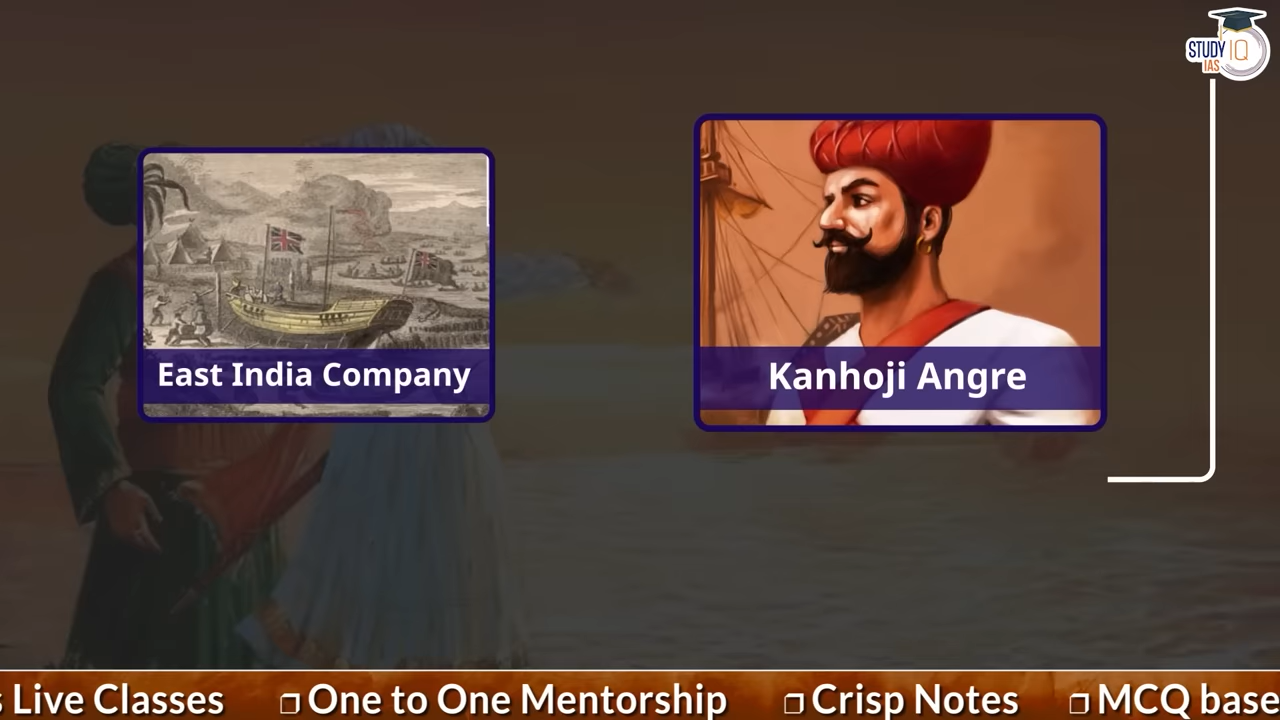 STUDY IQ
IAS
East India Company
Kanhoji Angre
s Live Classes ❐ One to One Mentorship ❐ Crisp Notes ❐ MCQ base